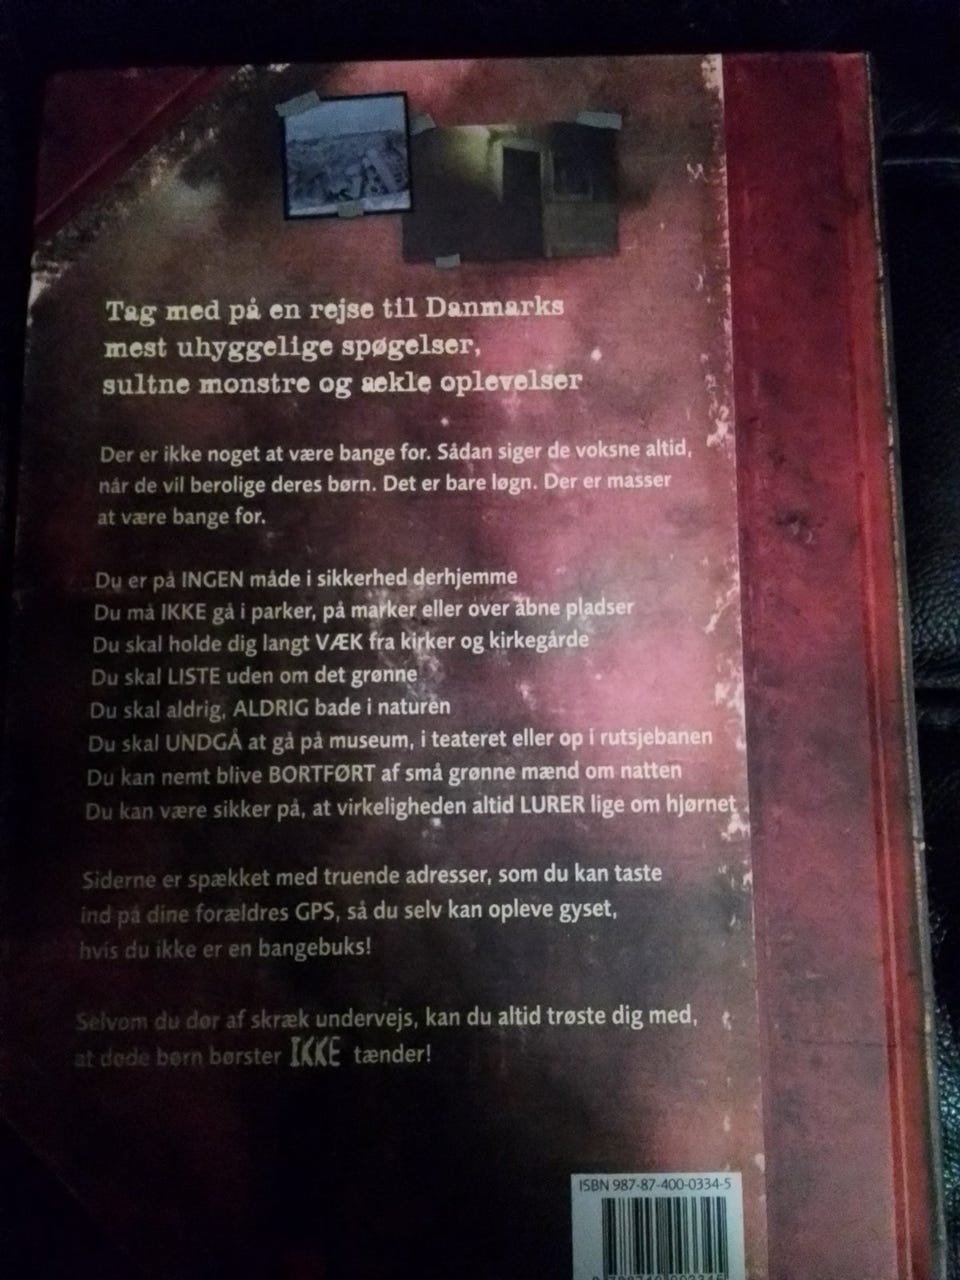 Tag med på en rejse til Danmarks
mest uhyggelige spøgelser,
sultne monstre og aekle oplevelser
Der er ikke noget at være bange for. Sådan siger de voksne altid,
når de vil berolige deres børn. Det er bare løgn. Der er masser
at være bange for.
Du er på INGEN måde i sikkerhed derhjemme
Du må IKKE gå i parker, på marker eller over åbne pladser
Du skal holde dig langt VÆK fra kirker og kirkegårde
Du skal LISTE uden om det grønne
Du skal aldrig, ALDRIG bade i naturen
Du skal UNDGÅ at gå på museum, i teateret eller op i rutsjebanen
Du kan nemt blive BORTFØRT af små grønne mænd om natten
Du kan være sikker på, at virkeligheden altid LURER lige om hjørnet
Siderne er spækket med truende adresser, som du kan taste
ind på dine forældres GPS, så du selv kan opleve gyset,
hvis du ikke er en bangebuks!
Selvom du dør af skræk undervejs, kan du altid trøste dig med,
at døde børn børster IKKE tænder!
ISBN 987-87-400-0334-5